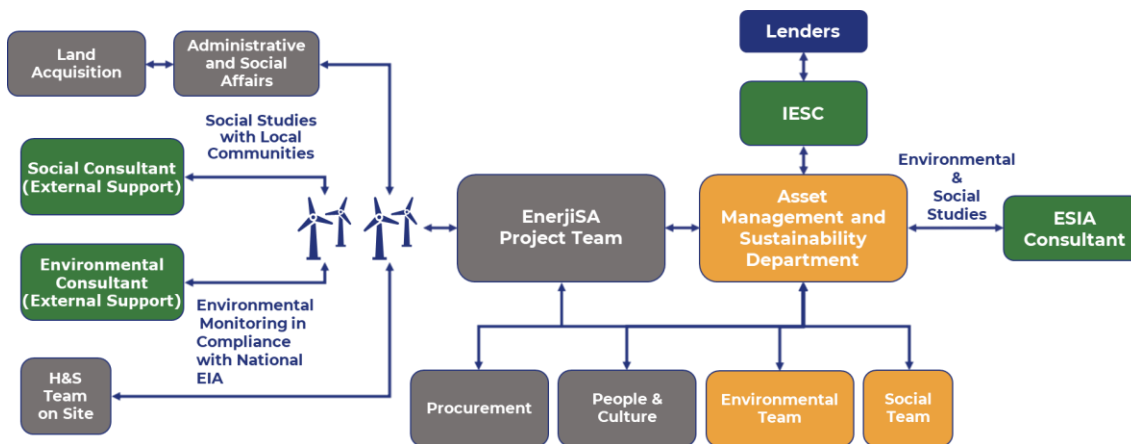 Land
Acquisition
Administrative
and Social
Affairs
Lenders
IESC
Social Studies
with Local
Communities
Social Consultant
(External Support)
Environmental
&
Social
Studies
EnerjiSA
Project Team
Asset
Management and
Sustainability
Department
ESIA
Consultant
Environmental
Consultant
(External Support)
Environmental
Monitoring in
Compliance
with National
EIA
H&S
Team
on Site
Procurement
People &
Culture
Environmental
Team
Social
Team